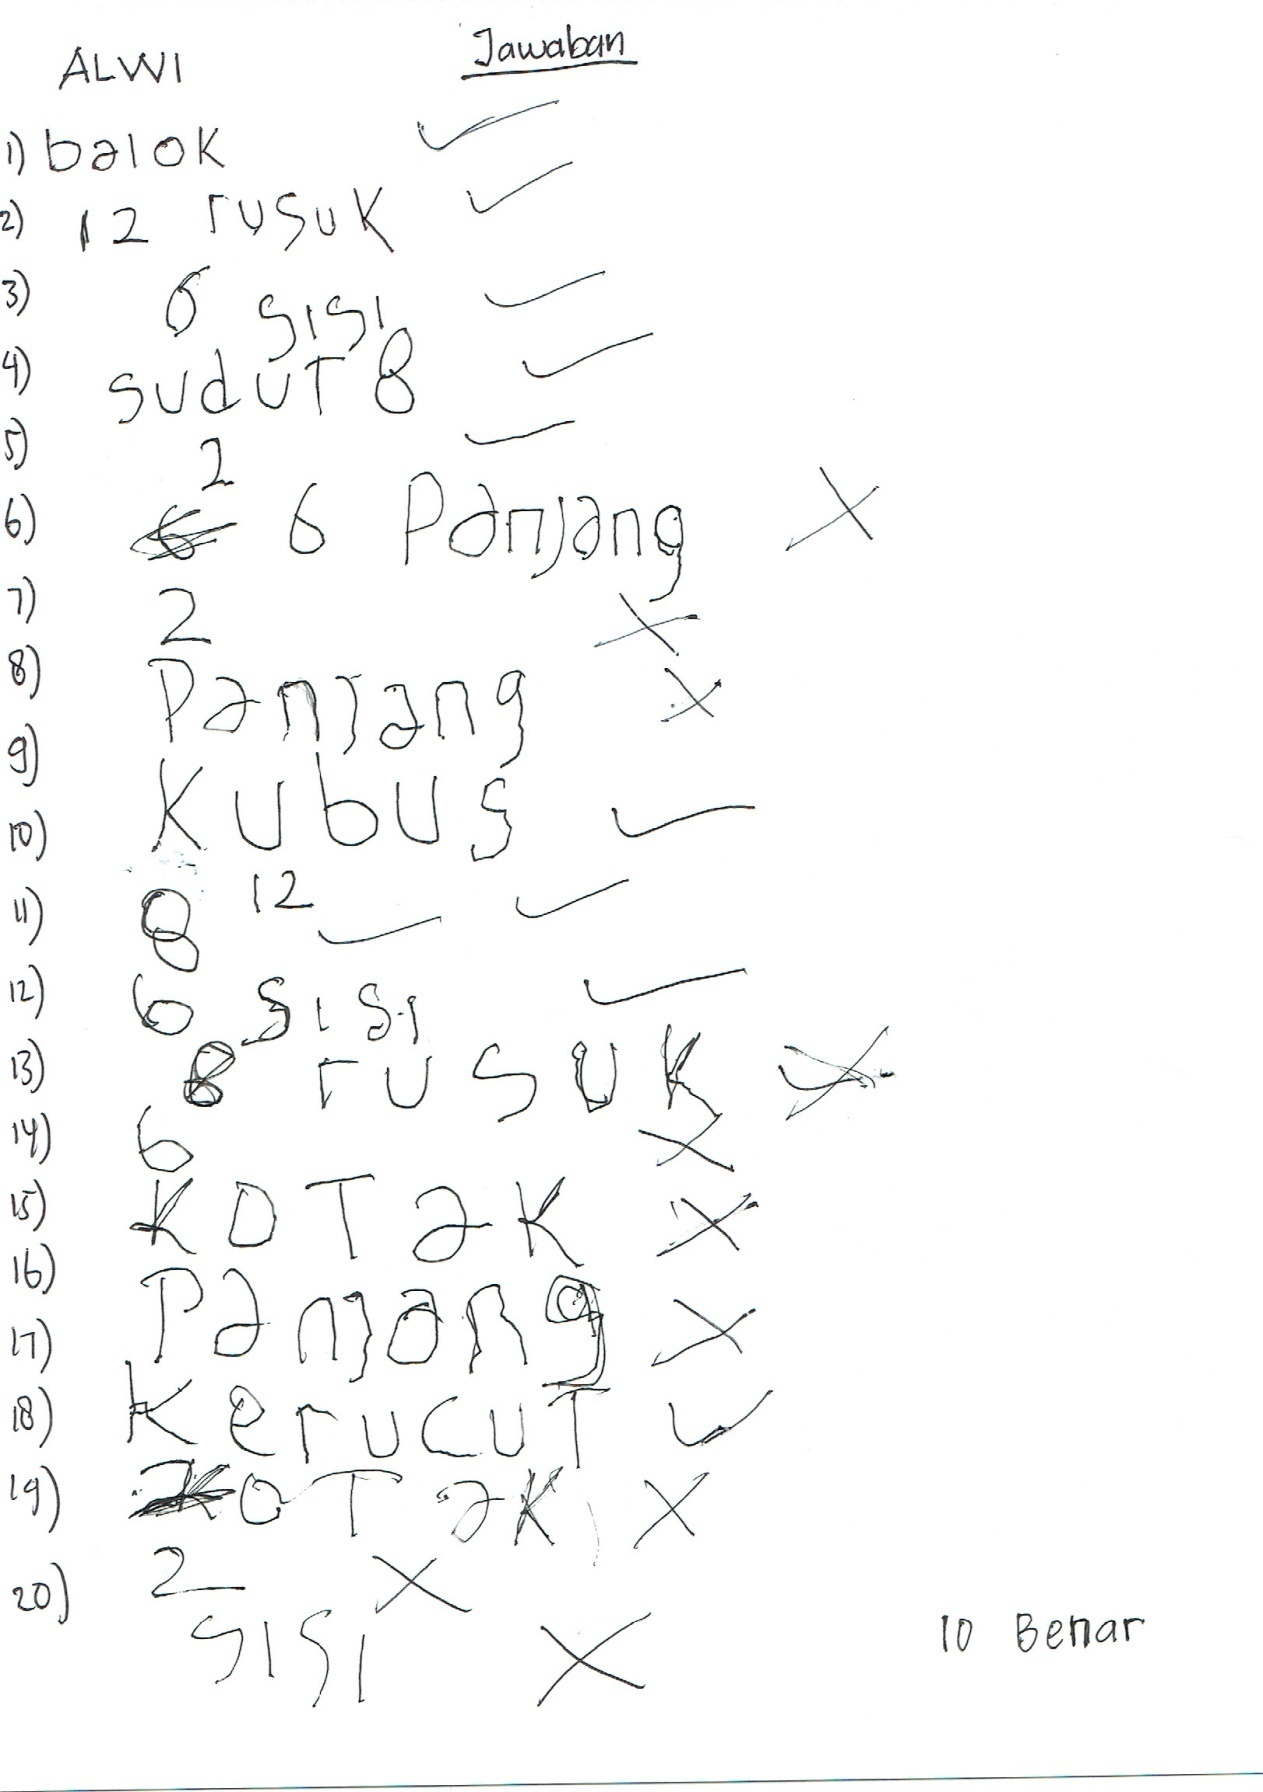 ALWI
Jawaban
1) balok
2) 12 rusuk
3) 6 sisi
4) sudut 8
5) 2
6) 6 Panjang
7) 2
8) Panjang
9) Kubus
10) 12
11) 8
12) 6 sisi
13) 8 rusuk
14) 6
15) KOTak
16) Panjang
17) KerucuT
18) oTak
19) 2
20) sisi
10 Benar